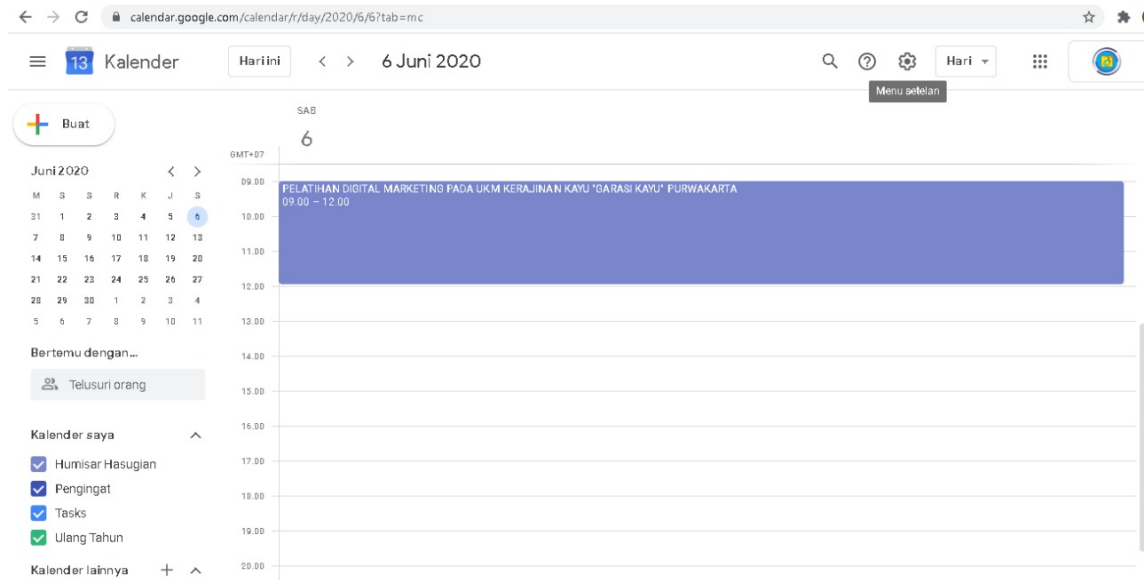 calendar.google.com/calendar/r/day/2020/6/6?tab=mc
13 Kalender
Hari ini
6 Juni 2020
Hari
Menu setelan
Buat
SAB
6
GMT+07
Juni 2020
M S S R K J S
31 1 2 3 4 5 6
7 8 9 10 11 12 13
14 15 16 17 18 19 20
21 22 23 24 25 26 27
28 29 30 1 2 3 4
5 6 7 8 9 10 11
Bertemu dengan...
Telusuri orang
Kalender saya
Humisar Hasugian
Pengingat
Tasks
Ulang Tahun
Kalender lainnya
09.00
PELATIHAN DIGITAL MARKETING PADA UKM KERAJINAN KAYU "GARASI KAYU" PURWAKARTA
09.00 – 12.00
10.00
11.00
12.00
13.00
14.00
15.00
16.00
17.00
18.00
19.00
20.00